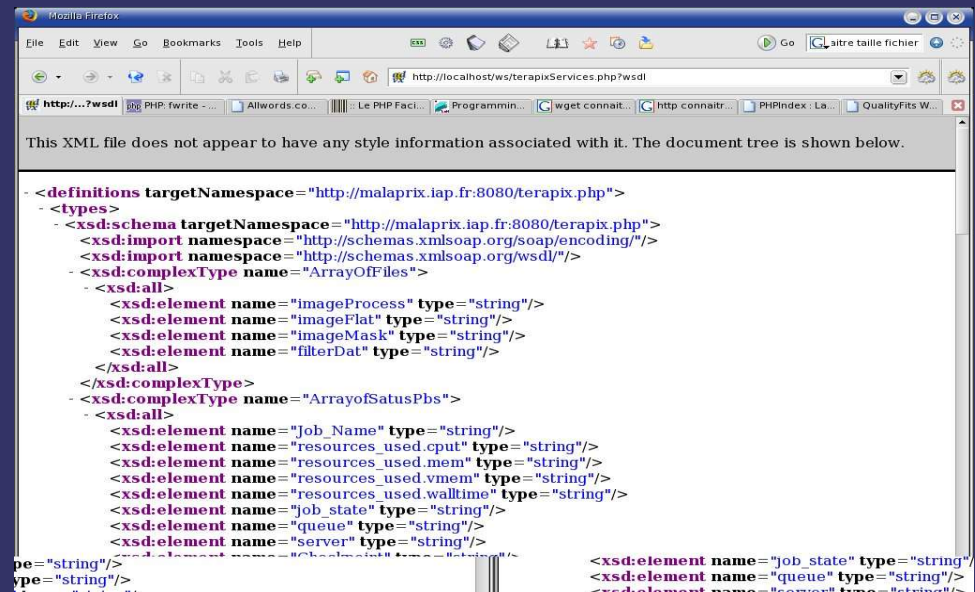 Mozilla Firefox
File Edit View Go Bookmarks Tools Help
Go G aitre taille fichier
http://localhost/ws/terapixServices.php?wsdl
http:/...?wsdl PHP: fwrite - ... Allwords.co... :: Le PHP Faci... Programmin... wget connait... http connaitr... PHPIndex : La... QualityFits W...
This XML file does not appear to have any style information associated with it. The document tree is shown below.
- <definitions targetNamespace="http://malaprix.iap.fr:8080/terapix.php">
- <types>
- <xsd:schema targetNamespace="http://malaprix.iap.fr:8080/terapix.php">
<xsd:import namespace="http://schemas.xmlsoap.org/soap/encoding/"/>
<xsd:import namespace="http://schemas.xmlsoap.org/wsdl/"/>
- <xsd:complexType name="ArrayOfFiles">
- <xsd:all>
<xsd:element name="imageProcess" type="string"/>
<xsd:element name="imageFlat" type="string"/>
<xsd:element name="imageMask" type="string"/>
<xsd:element name="filterDat" type="string"/>
</xsd:all>
</xsd:complexType>
- <xsd:complexType name="ArrayofSatusPbs">
- <xsd:all>
<xsd:element name="Job_Name" type="string"/>
<xsd:element name="resources_used.cput" type="string"/>
<xsd:element name="resources_used.mem" type="string"/>
<xsd:element name="resources_used.vmem" type="string"/>
<xsd:element name="resources_used.walltime" type="string"/>
<xsd:element name="job_state" type="string"/>
<xsd:element name="queue" type="string"/>
<xsd:element name="server" type="string"/>
pe="string"/>
ype="string"/>
<xsd:element name="job_state" type="string"/
<xsd:element name="queue" type="string"/>
<xsd:element name="server" type="string"/>